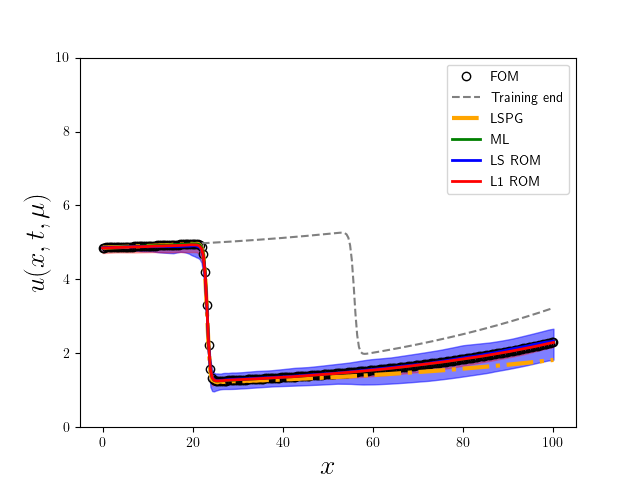 10
8
6
4
2
0
u(x, t, μ)
FOM
Training end
LSPG
ML
LS ROM
L1 ROM
0 20 40 60 80 100
x